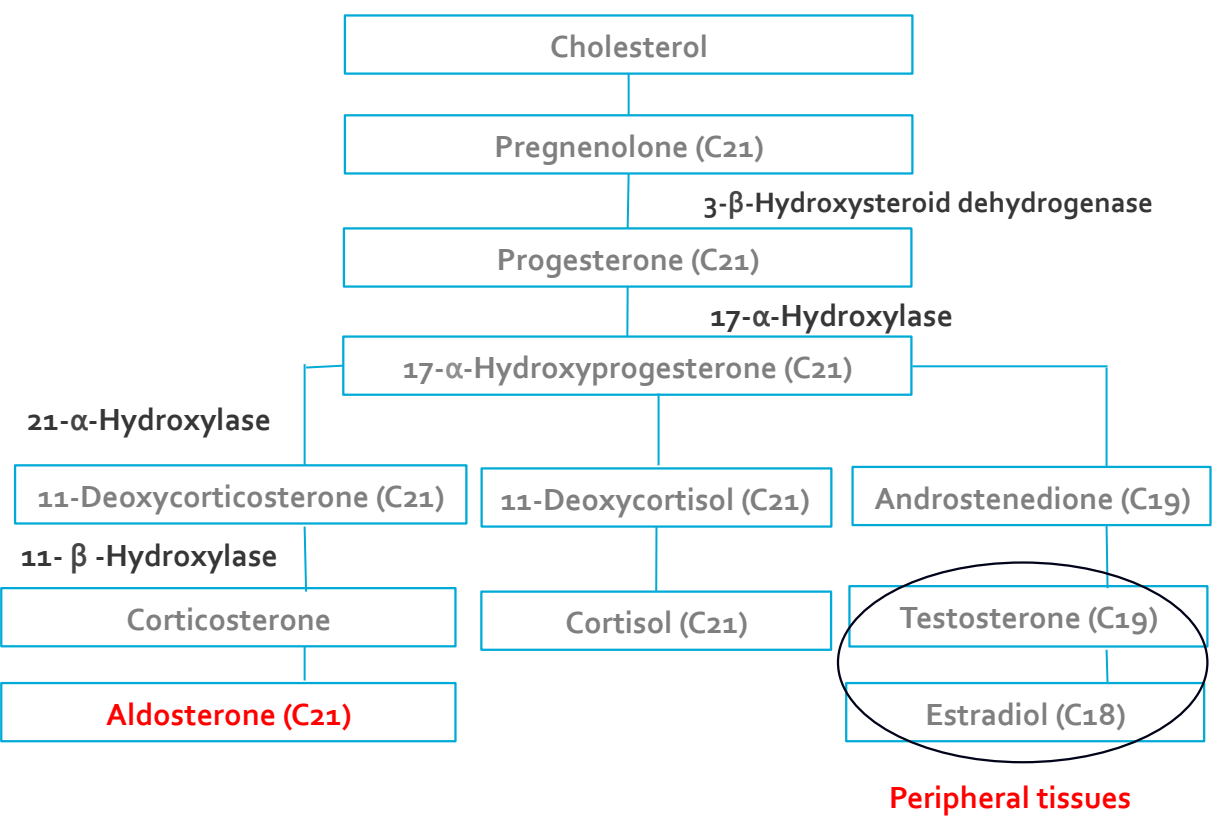 Cholesterol
Pregnenolone (C21)
3-β-Hydroxysteroid dehydrogenase
Progesterone (C21)
17-α-Hydroxylase
17-α-Hydroxyprogesterone (C21)
21-α-Hydroxylase
11-Deoxycorticosterone (C21)
11-Deoxycortisol (C21)
Androstenedione (C19)
11- β -Hydroxylase
Corticosterone
Cortisol (C21)
Testosterone (C19)
Aldosterone (C21)
Estradiol (C18)
Peripheral tissues